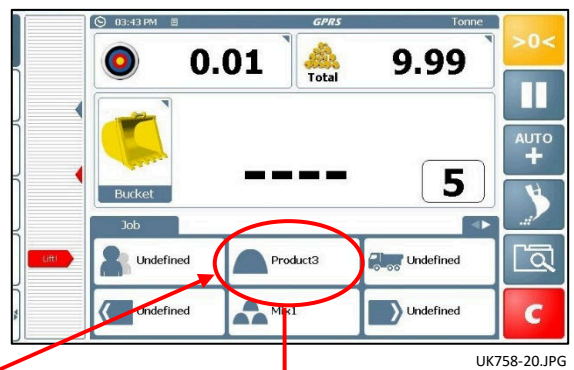 03:43 PM GPRS Tonne
0.01 Total 9.99
>0<
AUTO
+
Bucket ---- 5
Job
Lift!
Undefined Product3 Undefined
Undefined Mix1 Undefined
C
UK758-20.JPG